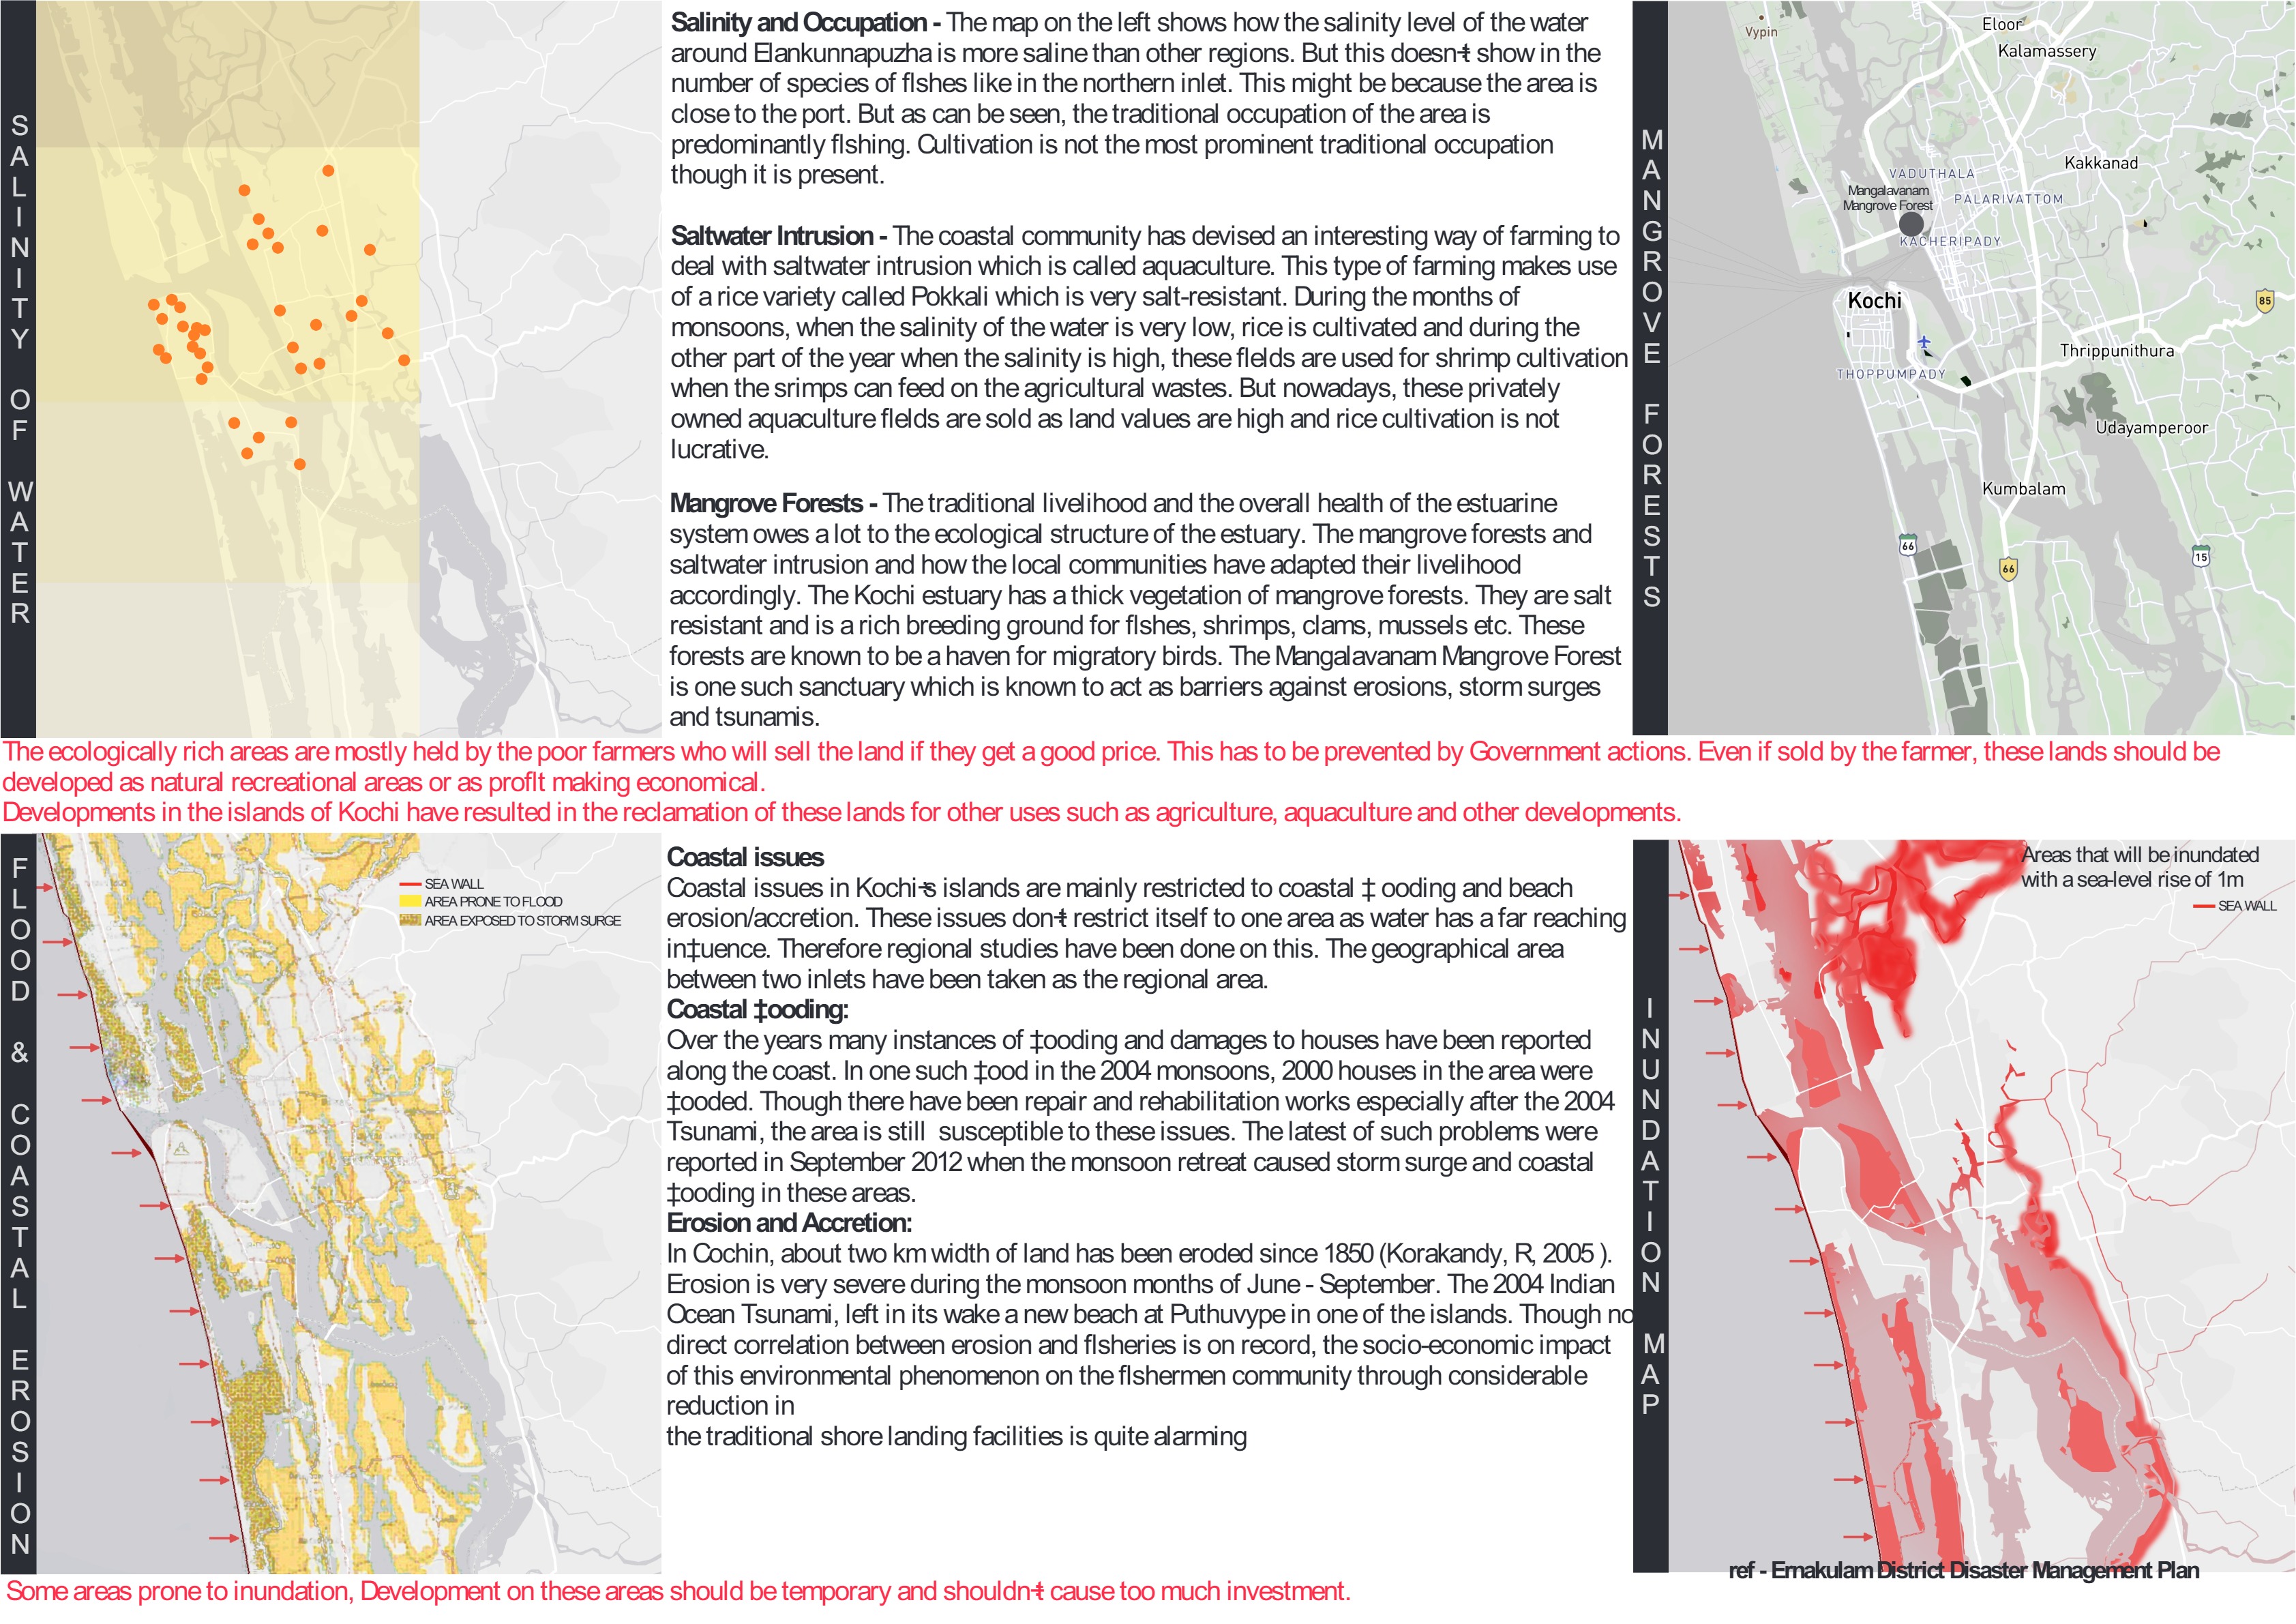 SALINITY OF WATER
Salinity and Occupation - The map on the left shows how the salinity level of the water
around Elankunnapuzha is more saline than other regions. But this doesn¬‡t show in the
number of species of flshes like in the northern inlet. This might be because the area is
close to the port. But as can be seen, the traditional occupation of the area is
predominantly flshing. Cultivation is not the most prominent traditional occupation
though it is present.
Saltwater Intrusion - The coastal community has devised an interesting way of farming to
deal with saltwater intrusion which is called aquaculture. This type of farming makes use
of a rice variety called Pokkali which is very salt-resistant. During the months of
monsoons, when the salinity of the water is very low, rice is cultivated and during the
other part of the year when the salinity is high, these flelds are used for shrimp cultivation
when the srimps can feed on the agricultural wastes. But nowadays, these privately
owned aquaculture flelds are sold as land values are high and rice cultivation is not
lucrative.
Mangrove Forests - The traditional livelihood and the overall health of the estuarine
system owes a lot to the ecological structure of the estuary. The mangrove forests and
saltwater intrusion and how the local communities have adapted their livelihood
accordingly. The Kochi estuary has a thick vegetation of mangrove forests. They are salt
resistant and is a rich breeding ground for flshes, shrimps, clams, mussels etc. These
forests are known to be a haven for migratory birds. The Mangalavanam Mangrove Forest
is one such sanctuary which is known to act as barriers against erosions, storm surges
and tsunamis.
MANGROVE FORESTS
Vypin
Eloor
Kalamassery
Kakkanad
VADUTHALA
Mangalavanam
Mangrove Forest
PALARIVATTOM
KACHERIPADY
Kochi
85
Thrippunithura
THOPPUMPADY
Udayamperoor
Kumbalam
66
66
15
The ecologically rich areas are mostly held by the poor farmers who will sell the land if they get a good price. This has to be prevented by Government actions. Even if sold by the farmer, these lands should be
developed as natural recreational areas or as proflt making economical.
Developments in the islands of Kochi have resulted in the reclamation of these lands for other uses such as agriculture, aquaculture and other developments.
FLOOD & COASTAL EROSION
SEA WALL
AREA PRONE TO FLOOD
AREA EXPOSED TO STORM SURGE
Coastal issues
Coastal issues in Kochi¬s islands are mainly restricted to coastal ‡ ooding and beach
erosion/accretion. These issues don¬‡t restrict itself to one area as water has a far reaching
in‡uence. Therefore regional studies have been done on this. The geographical area
between two inlets have been taken as the regional area.
Coastal ‡ooding:
Over the years many instances of ‡ooding and damages to houses have been reported
along the coast. In one such ‡ood in the 2004 monsoons, 2000 houses in the area were
‡ooded. Though there have been repair and rehabilitation works especially after the 2004
Tsunami, the area is still susceptible to these issues. The latest of such problems were
reported in September 2012 when the monsoon retreat caused storm surge and coastal
‡ooding in these areas.
Erosion and Accretion:
In Cochin, about two km width of land has been eroded since 1850 (Korakandy, R, 2005 ).
Erosion is very severe during the monsoon months of June - September. The 2004 Indian
Ocean Tsunami, left in its wake a new beach at Puthuvype in one of the islands. Though no
direct correlation between erosion and flsheries is on record, the socio-economic impact
of this environmental phenomenon on the flshermen community through considerable
reduction in
the traditional shore landing facilities is quite alarming
INUNDATION MAP
Areas that will be inundated
with a sea-level rise of 1m
SEA WALL
ref - Ernakulam District Disaster Management Plan
Some areas prone to inundation, Development on these areas should be temporary and shouldn¬‡t cause too much investment.